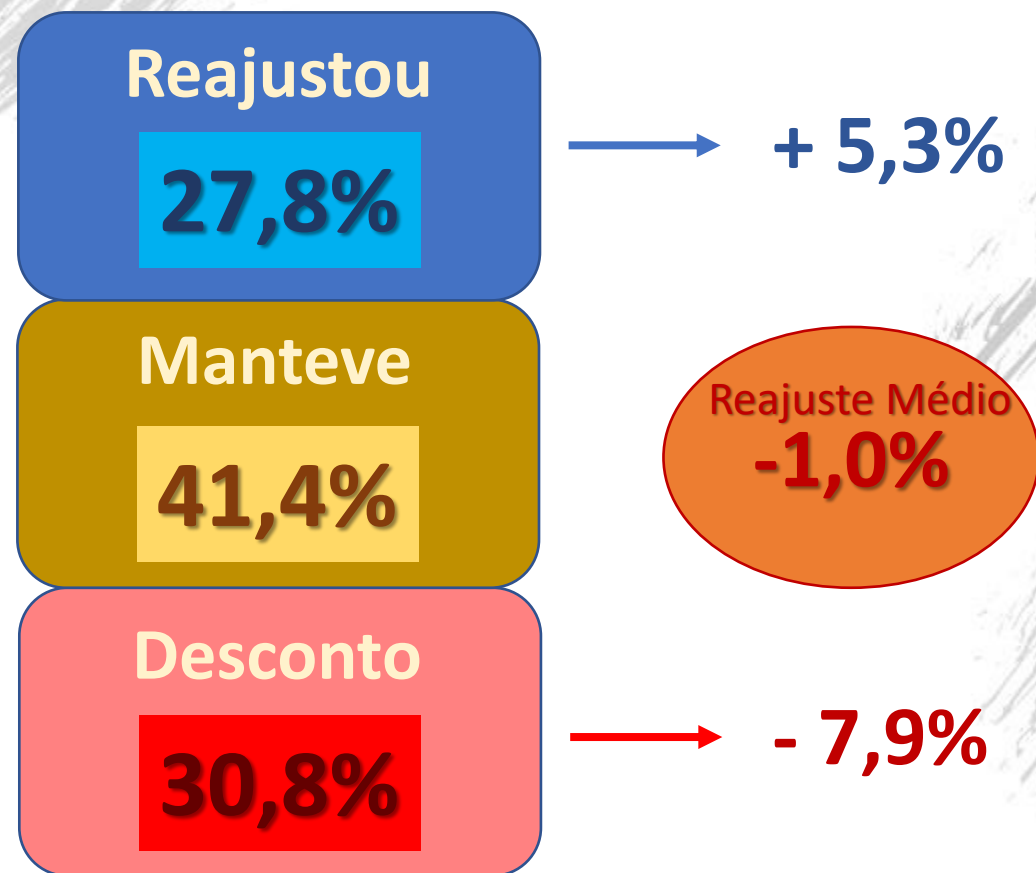 Reajustou
27,8%
+ 5,3%
Manteve
41,4%
Reajuste Médio
-1,0%
Desconto
30,8%
- 7,9%